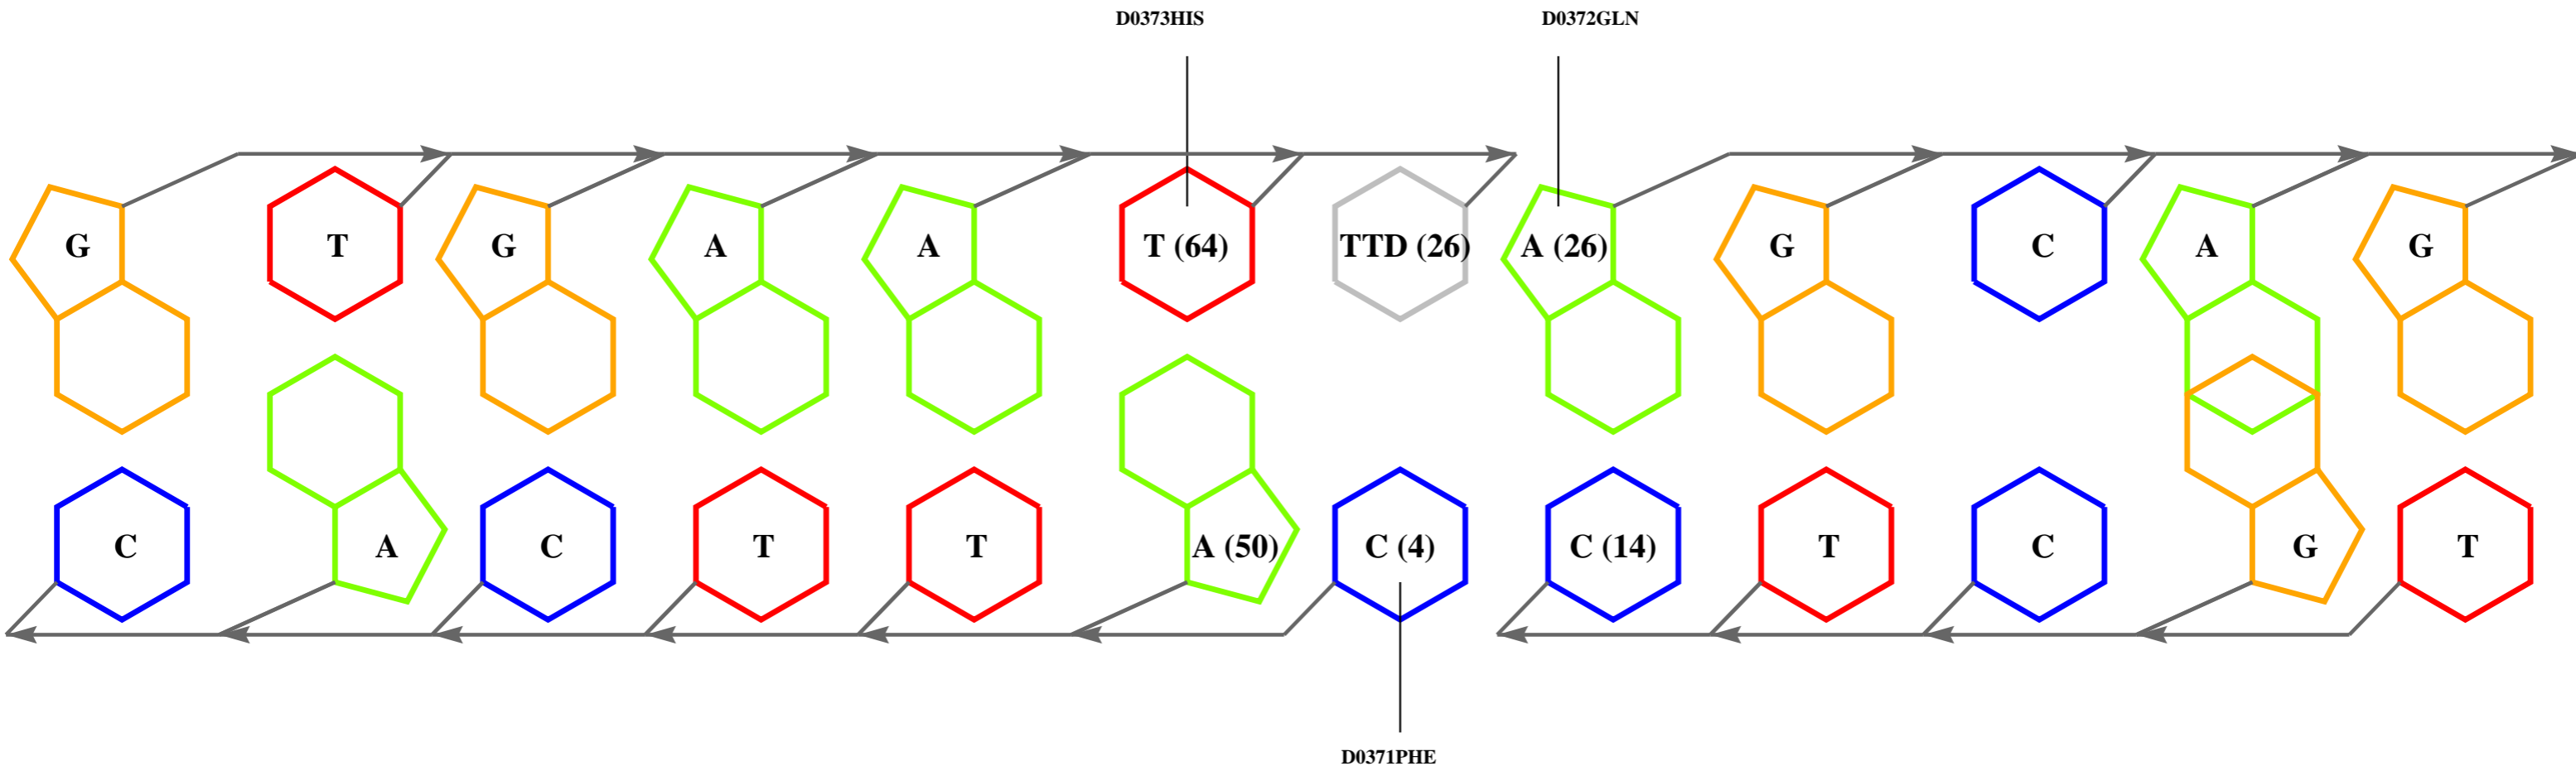 D0373HIS D0372GLN
G T G A A T (64) TTD (26) A (26) G C A G
C A C T T A (50) C (4) C (14) T C G T
D0371PHE